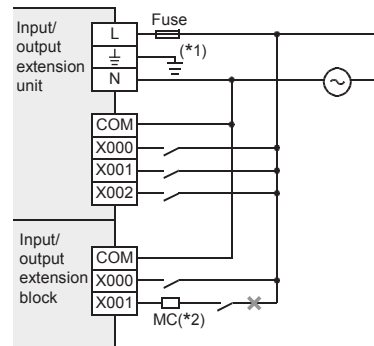 Input/
output
extension
unit
L
Fuse
(*1)
N
COM
X000
X001
X002
Input/
output
extension
block
COM
X000
X001
MC(*2)